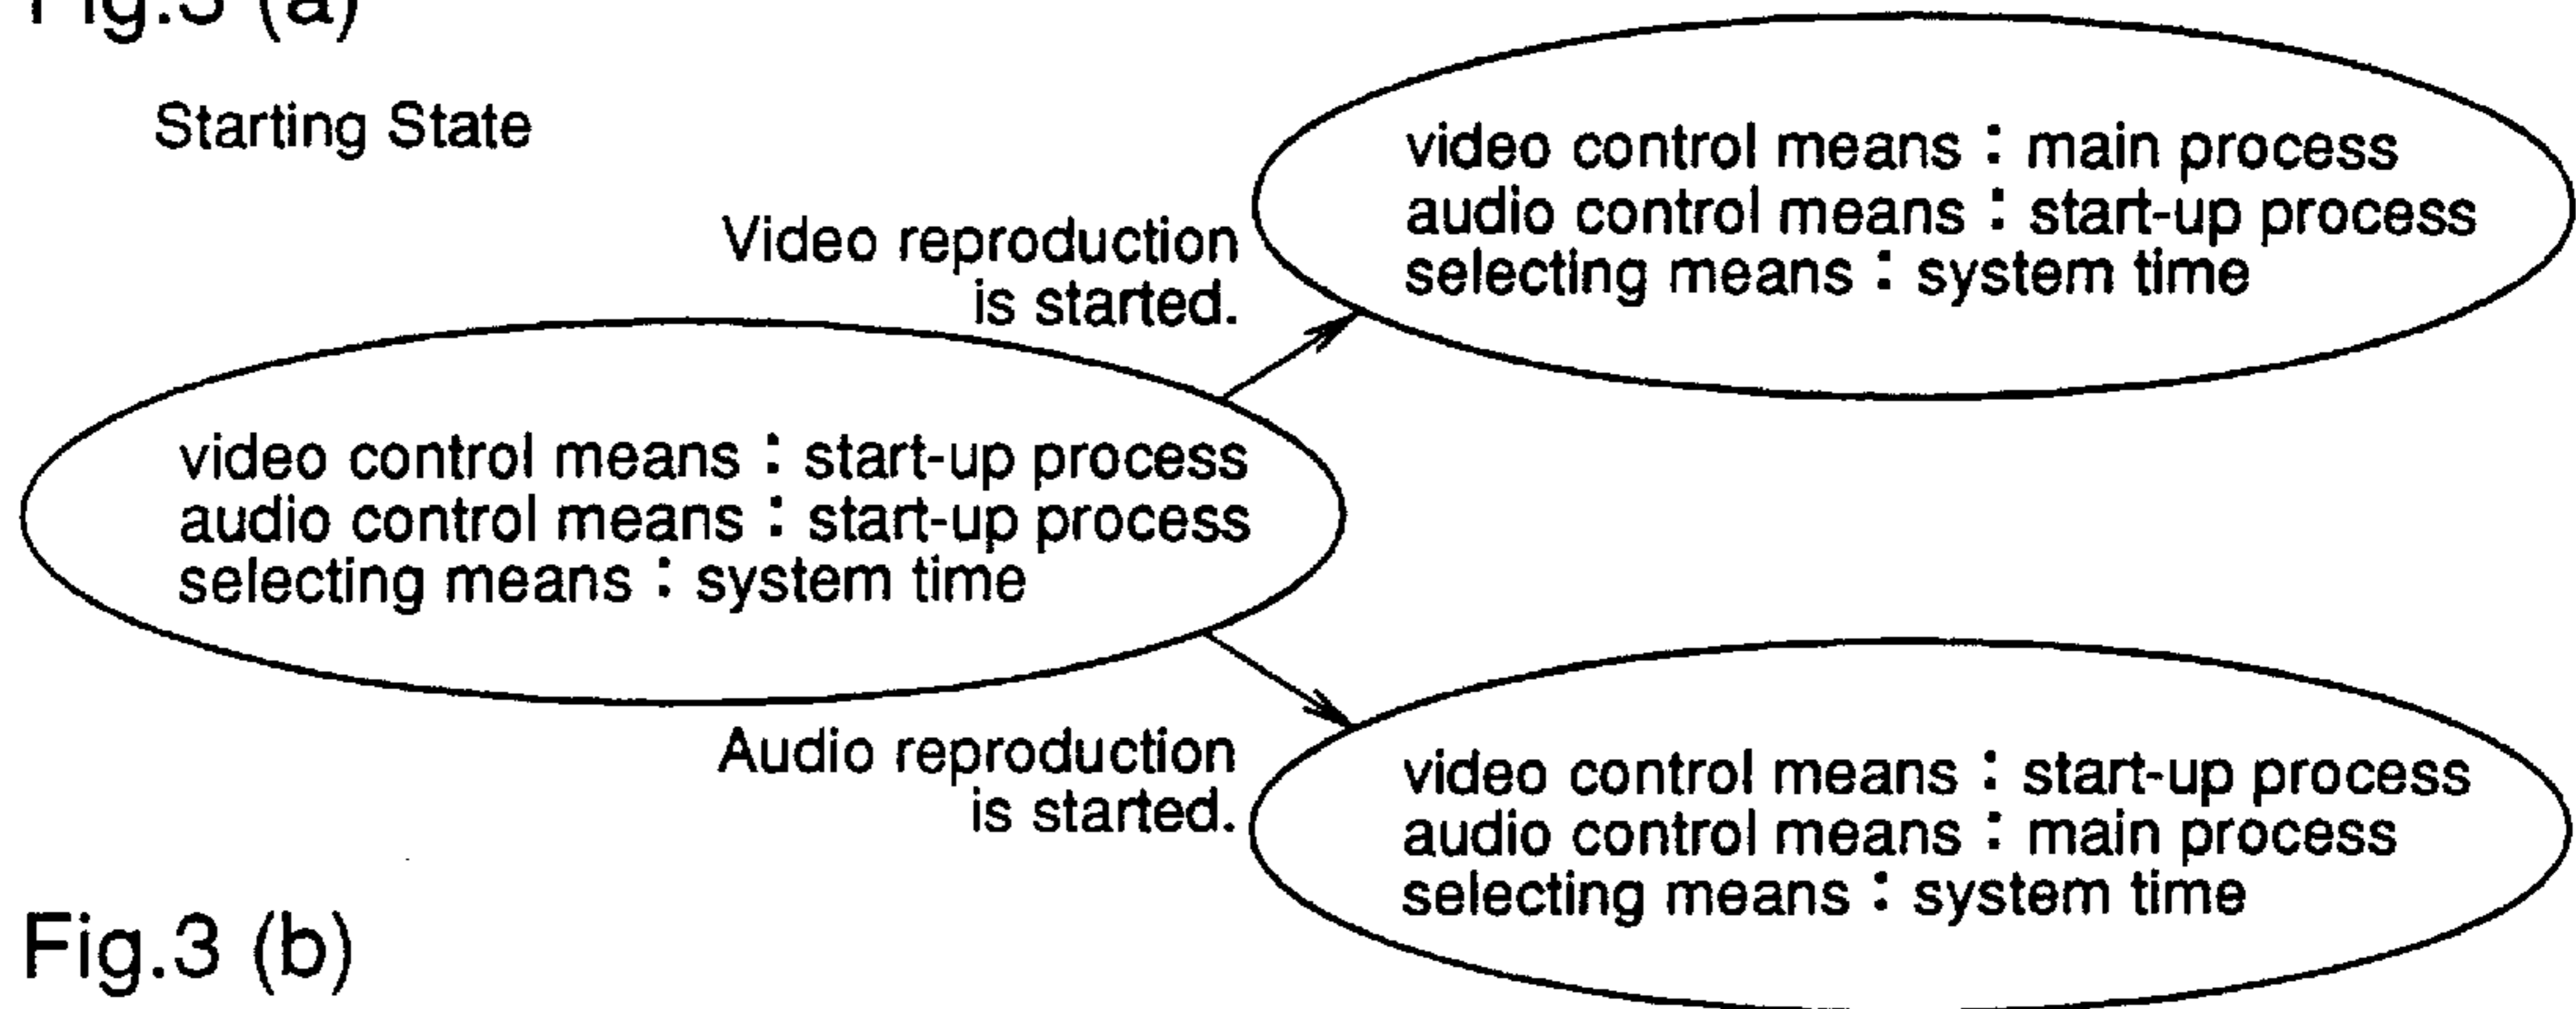 Fig.3 (a)
Starting State
video control means : main process
audio control means : start-up process
selecting means : system time
Video reproduction
is started.
video control means : start-up process
audio control means : start-up process
selecting means : system time
Audio reproduction
is started.
video control means : start-up process
audio control means : main process
selecting means : system time
Fig.3 (b)